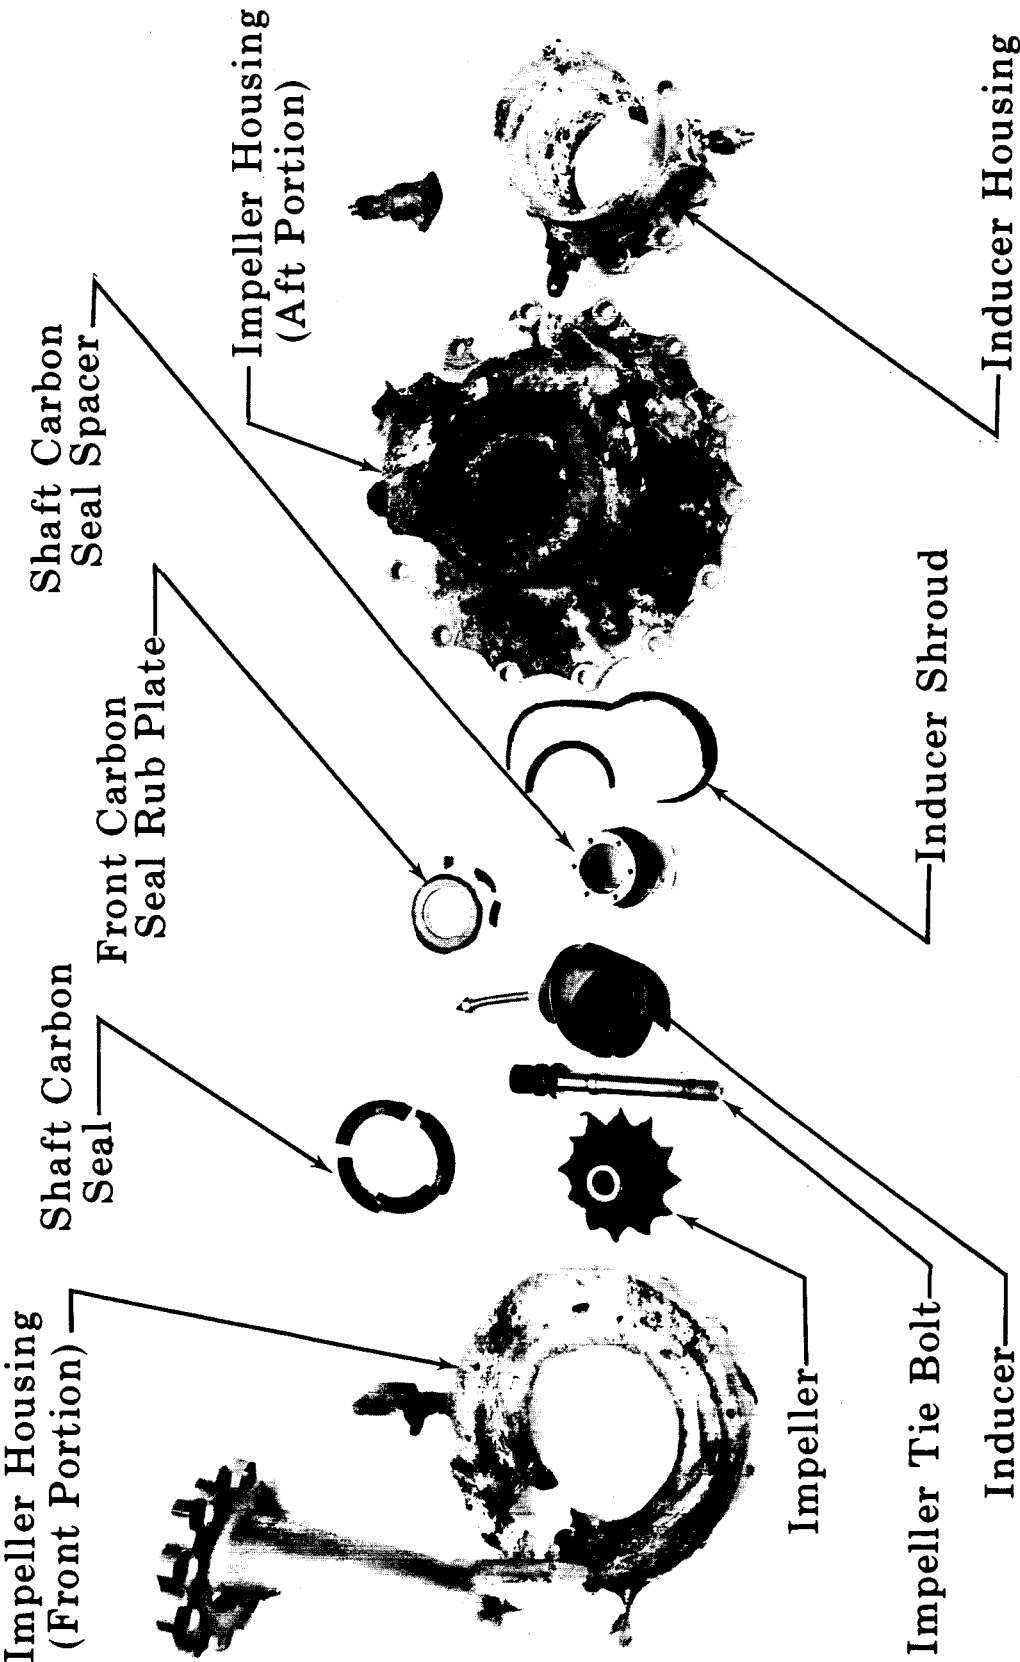 Impeller Housing
(Front Portion)
Shaft Carbon
Seal
Front Carbon
Seal Rub Plate
Shaft Carbon
Seal Spacer
Impeller Housing
(Aft Portion)
Impeller
Impeller Tie Bolt
Inducer
Inducer Shroud
Inducer Housing